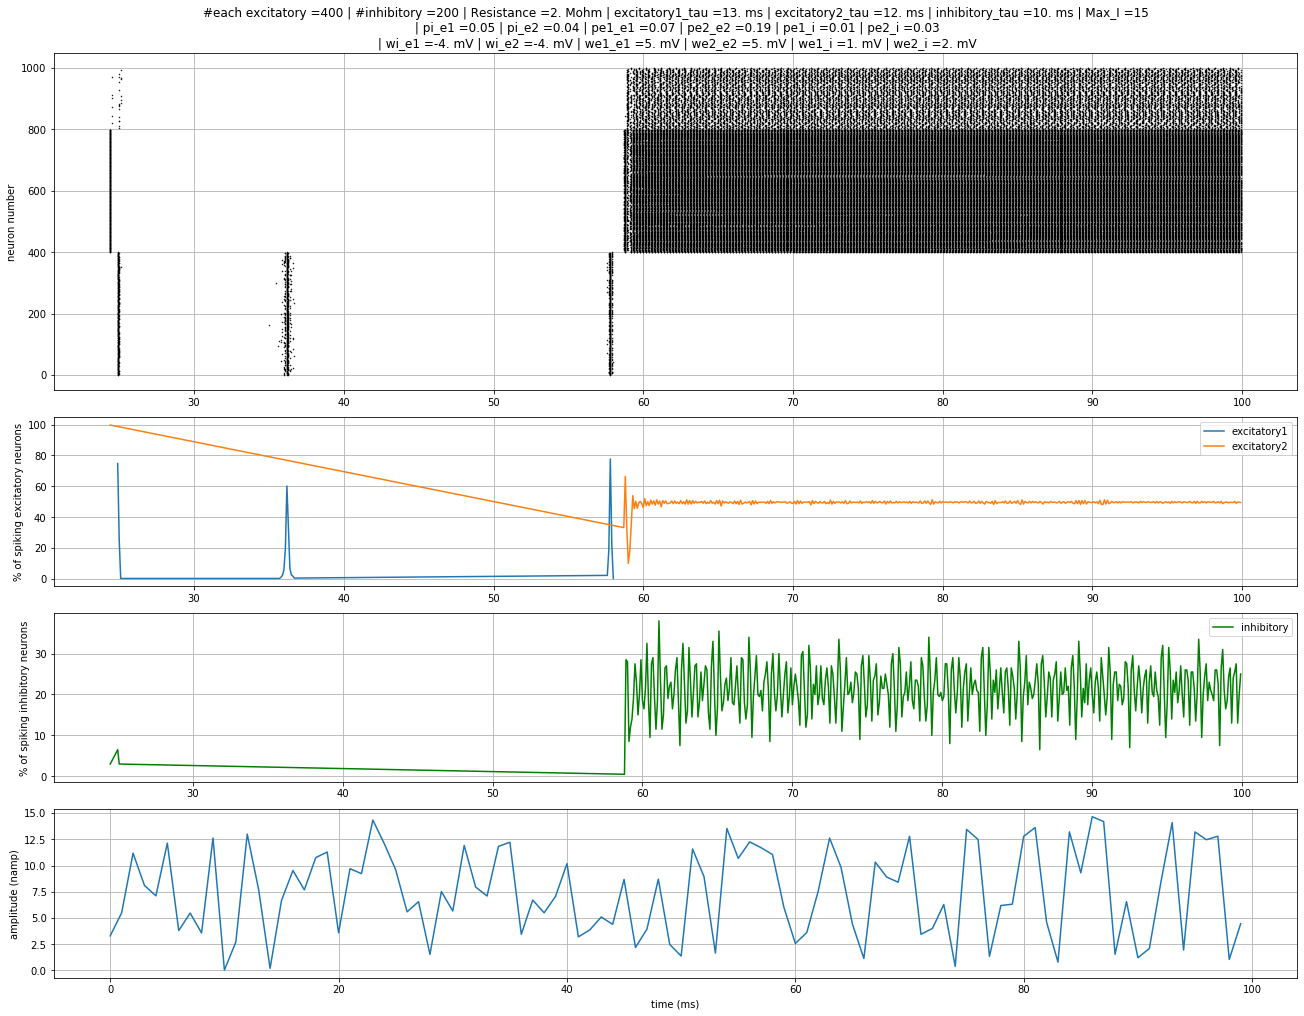 #each excitatory =400 | #inhibitory =200 | Resistance =2. Mohm | excitatory1_tau =13. ms | excitatory2_tau =12. ms | inhibitory_tau =10. ms | Max_I =15
| pi_e1 =0.05 | pi_e2 =0.04 | pe1_e1 =0.07 | pe2_e2 =0.19 | pe1_i =0.01 | pe2_i =0.03
| wi_e1 =-4. mV | wi_e2 =-4. mV | we1_e1 =5. mV | we2_e2 =5. mV | we1_i =1. mV | we2_i =2. mV
neuron number
1000
800
600
400
200
0
30 40 50 60 70 80 90 100
% of spiking excitatory neurons
100
80
60
40
20
0
excitatory1
excitatory2
30 40 50 60 70 80 90 100
% of spiking inhibitory neurons
30
20
10
0
inhibitory
30 40 50 60 70 80 90 100
amplitude (namp)
15.0
12.5
10.0
7.5
5.0
2.5
0.0
0 20 40 60 80 100
time (ms)